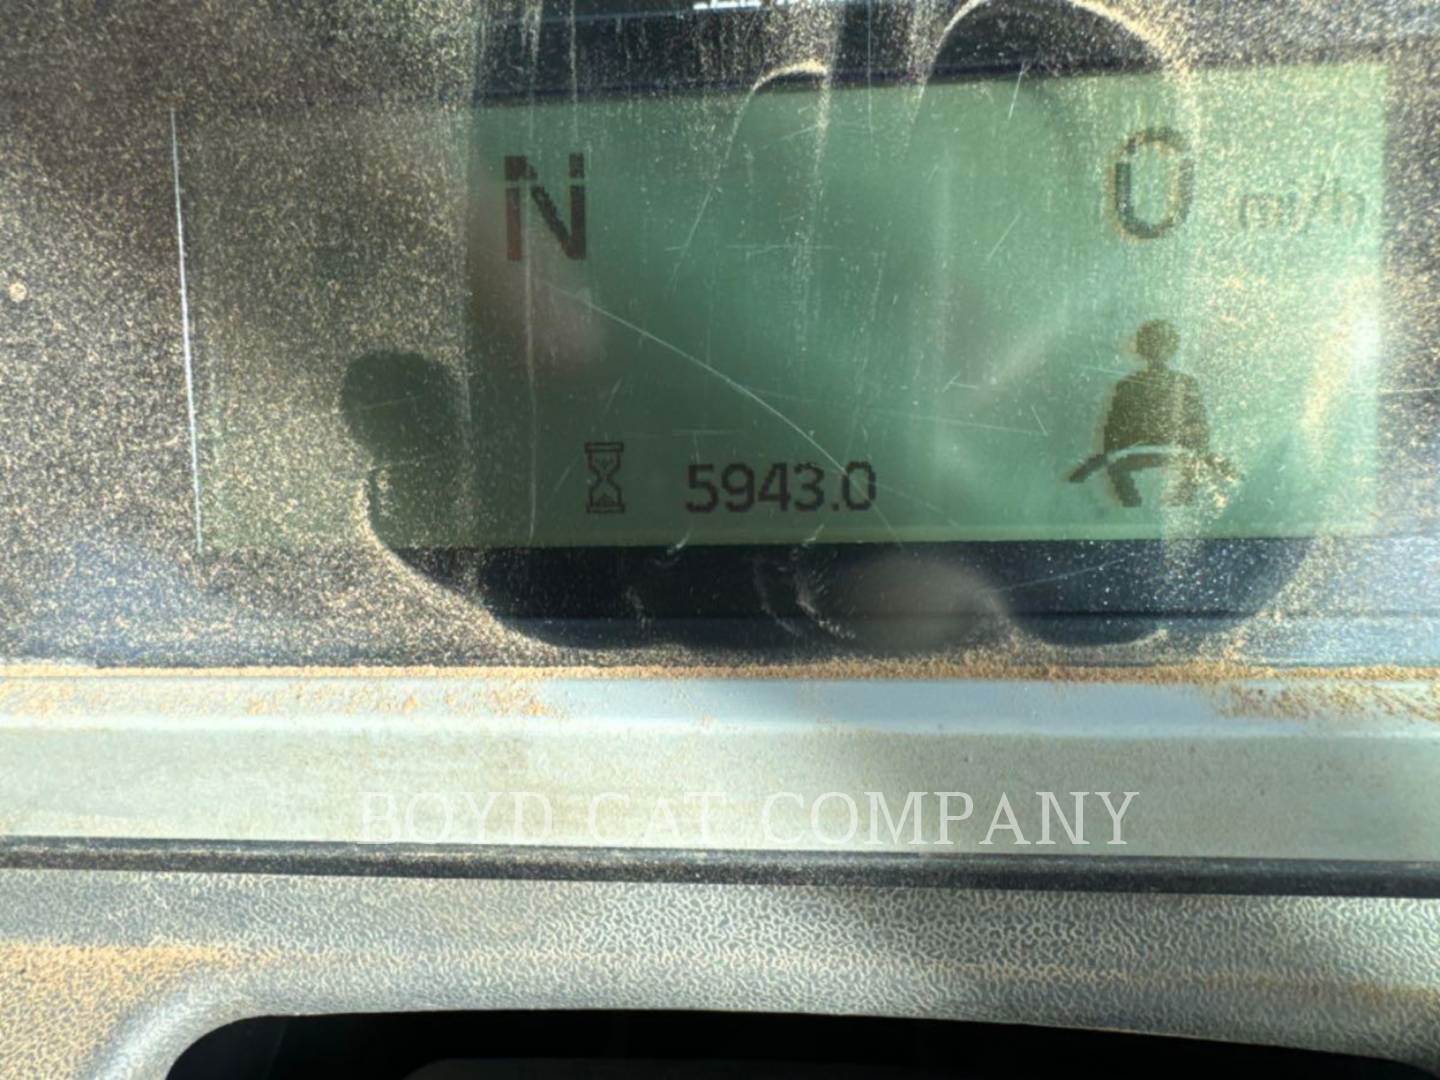 N 0 mi/h
5943.0
BOYD CAT COMPANY